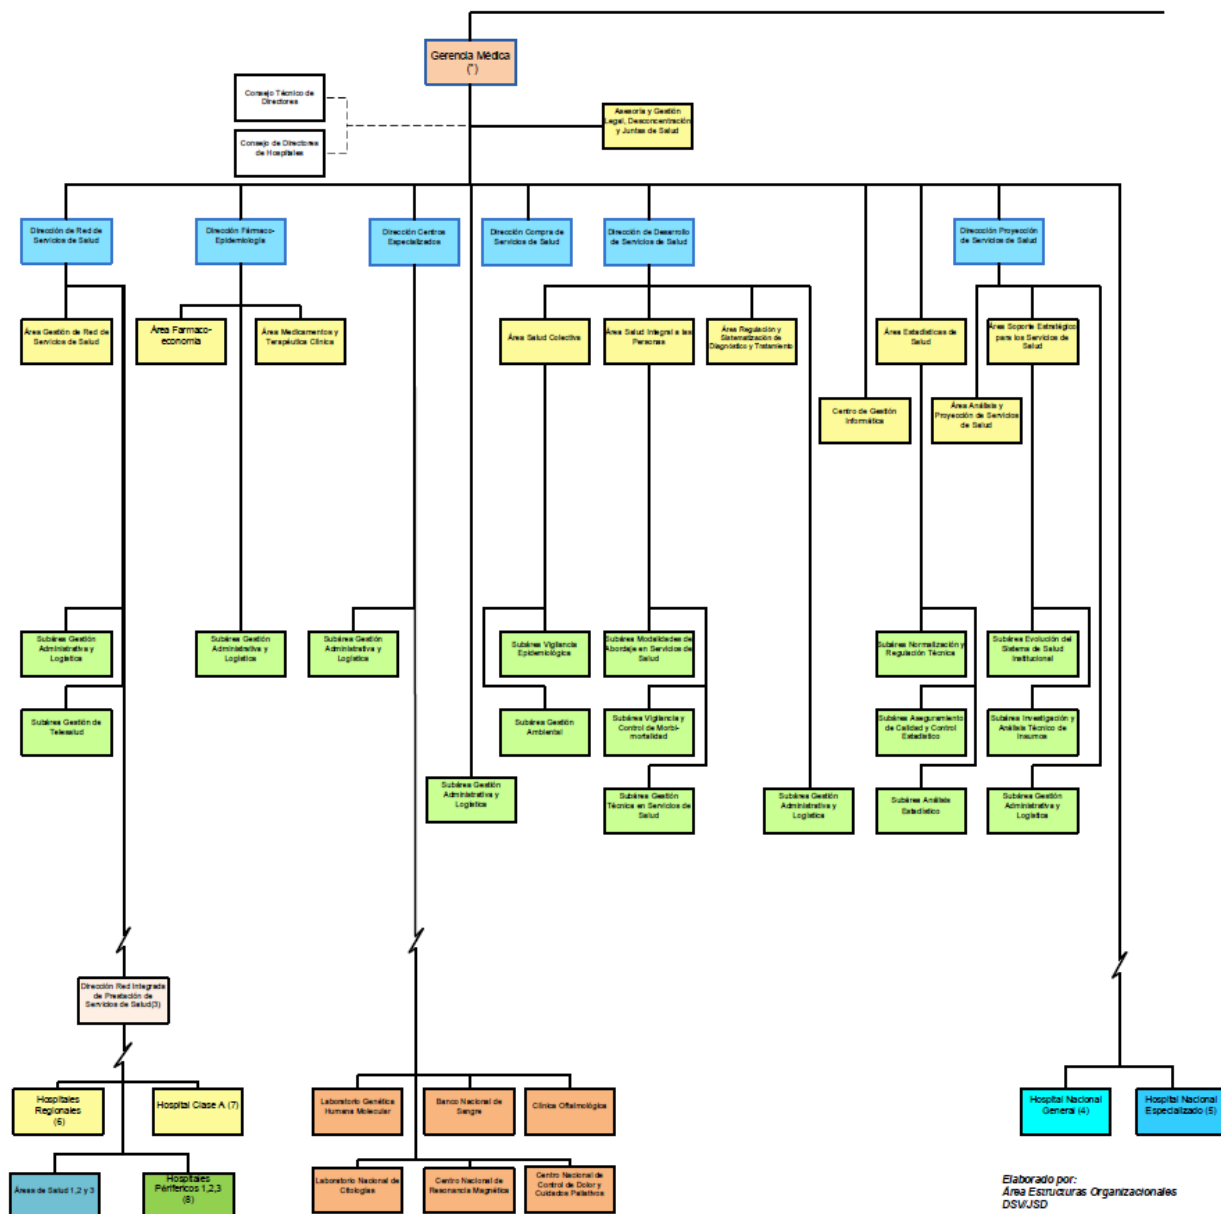 Gerencia Médica
(*)
Consejo Técnico de
Directores
Consejo de Directores
de Hospitales
Asesoría y Gestión
Legal, Desconcentración
y Juntas de Salud
Dirección de Red de
Servicios de Salud
Dirección Fármaco-
Epidemiología
Dirección Centros
Especializados
Dirección Compra de
Servicios de Salud
Dirección de Desarrollo
de Servicios de Salud
Dirección Proyección
de Servicios de Salud
Área Gestión de Red de
Servicios de Salud
Área Farmaco-
economía
Área Medicamentos y
Terapéutica Clínica
Área Salud Colectiva
Área Salud Integral a las
Personas
Área Regulación y
Sistematización de
Diagnóstico y Tratamiento
Área Estadísticas de
Salud
Área Soporte Estratégico
para los Servicios de
Salud
Centro de Gestión
Informática
Área Análisis y
Proyección de Servicios
de Salud
Subárea Gestión
Administrativa y
Logística
Subárea Gestión
Administrativa y
Logística
Subárea Gestión
Administrativa y
Logística
Subárea Vigilancia
Epidemiológica
Subárea Modalidades de
Abordaje en Servicios de
Salud
Subárea Normalización y
Regulación Técnica
Subárea Evolución del
Sistema de Salud
Institucional
Subárea Gestión de
Telesalud
Subárea Gestión
Ambiental
Subárea Vigilancia y
Control de Morbi-
mortalidad
Subárea Aseguramiento
de Calidad y Control
Estadístico
Subárea Investigación y
Análisis Técnico de
Insumos
Subárea Gestión
Administrativa y
Logística
Subárea Gestión
Técnica en Servicios de
Salud
Subárea Gestión
Administrativa y
Logística
Subárea Análisis
Estadístico
Subárea Gestión
Administrativa y
Logística
Dirección Red Integrada
de Prestación de
Servicios de Salud(3)
Hospitales
Regionales
(6)
Hospital Clase A (7)
Laboratorio Genética
Humana Molecular
Banco Nacional de
Sangre
Clínica Oftalmológica
Hospital Nacional
General (4)
Hospital Nacional
Especializado (5)
Áreas de Salud 1,2 y 3
Hospitales
Périfericos 1,2,3
(8)
Laboratorio Nacional de
Citologías
Centro Nacional de
Resonancia Magnética
Centro Nacional de
Control de Dolor y
Cuidados Paliativos
Elaborado por:
Área Estructuras Organizacionales
DSV/JSD